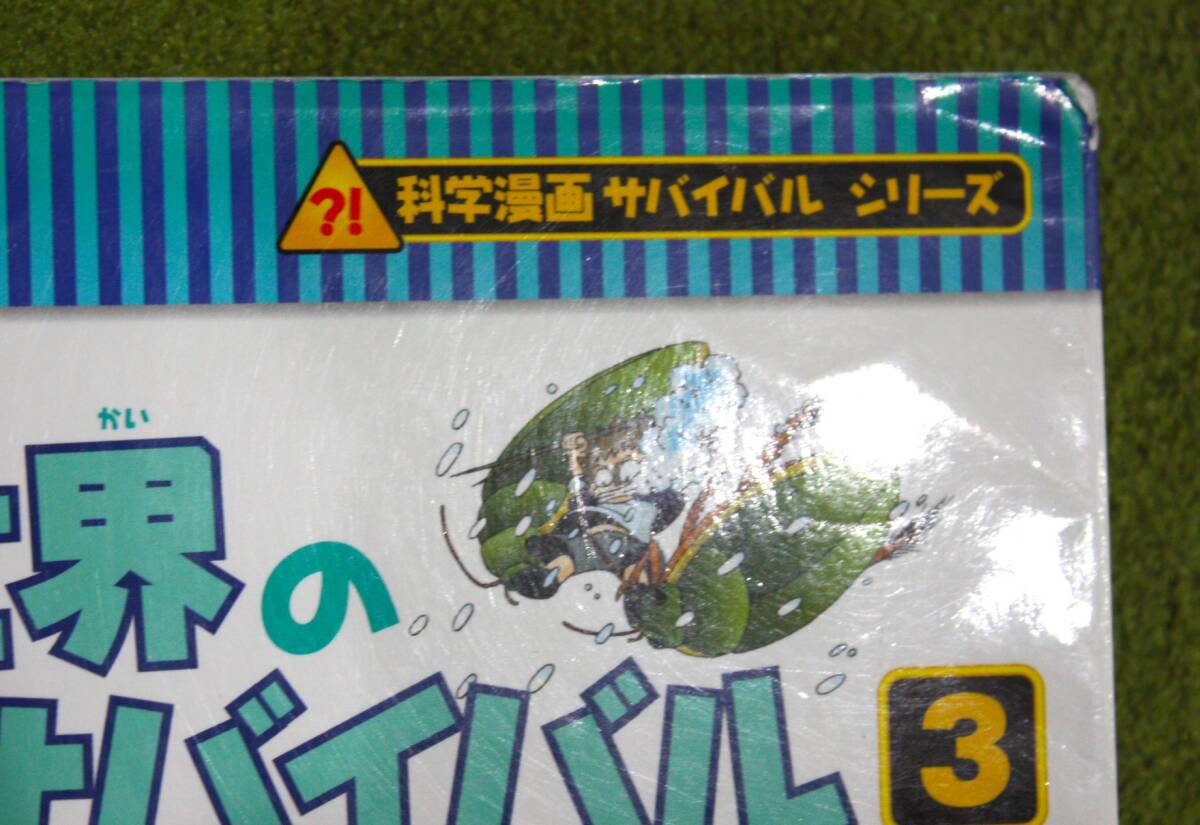 ?! 科学漫画 サバイバル シリーズ
かい
界の
サバイバル
3